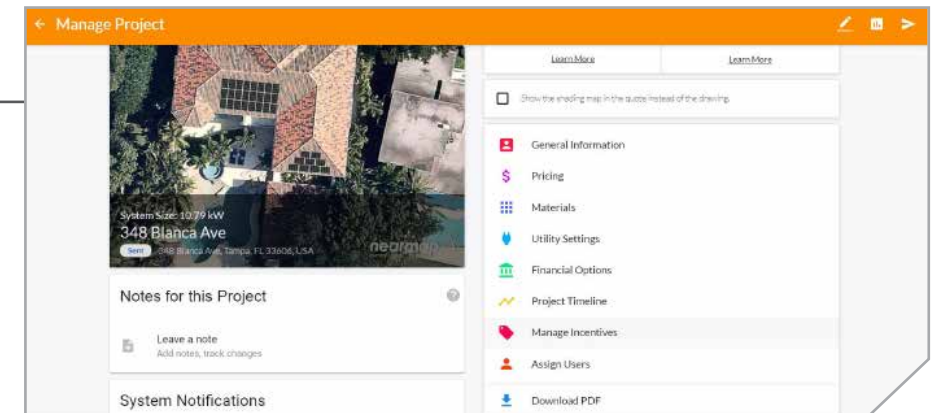 Manage Project
Learn More
Learn More
Show the shading map in the quote instead of the drawing.
System Size: 10.79 kW
348 Blanca Ave
Sent
348 Blanca Ave, Tampa, FL 33606, USA
nearmap
Notes for this Project
Leave a note
Add notes, track changes
System Notifications
General Information
Pricing
Materials
Utility Settings
Financial Options
Project Timeline
Manage Incentives
Assign Users
Download PDF